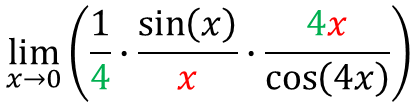 lim x→0 ( 1/4 · sin(x)/x · 4x/cos(4x) )